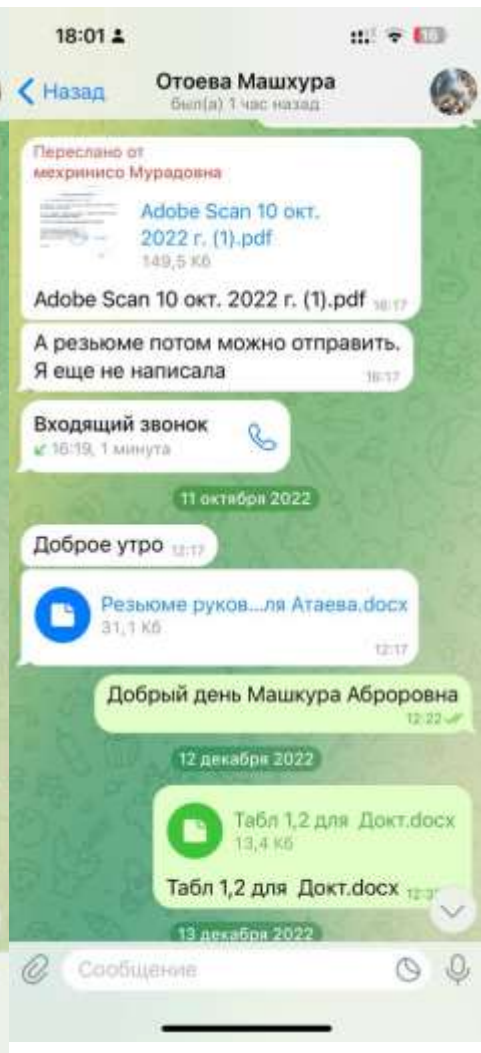 18:01
Назад
Отоева Машхура
был(а) 1 час назад
Переслано от
мехринисо Мурадовна
Adobe Scan 10 окт.
2022 г. (1).pdf
149,5 Кб
Adobe Scan 10 окт. 2022 г. (1).pdf 16:17
А резьюме потом можно отправить.
Я еще не написала
16:17
Входящий звонок
16:19, 1 минута
11 октября 2022
Доброе утро 12:17
Резьюме руков...ля Атаева.docx
31,1 Кб
12:17
Добрый день Машкура Аброровна
12:22
12 декабря 2022
Табл 1,2 для Докт.docx
13,4 Кб
Табл 1,2 для Докт.docx
13 декабря 2022
Сообщение